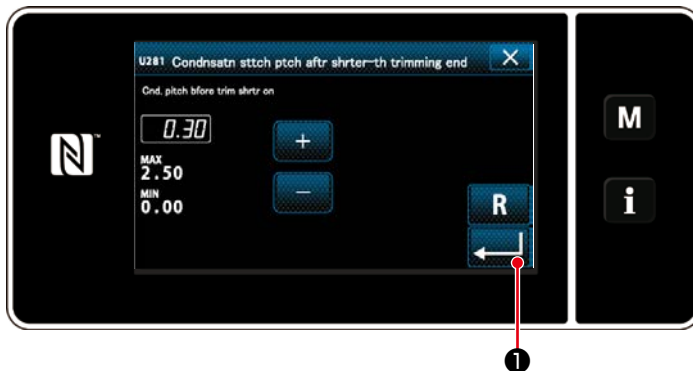 U281 Condnsatn sttch ptch aftr shrter-th trimming end
Cnd. pitch bfore trim shrtr on
0.30
+
MAX
2.50
−
MIN
0.00
R
M
i
N
❶